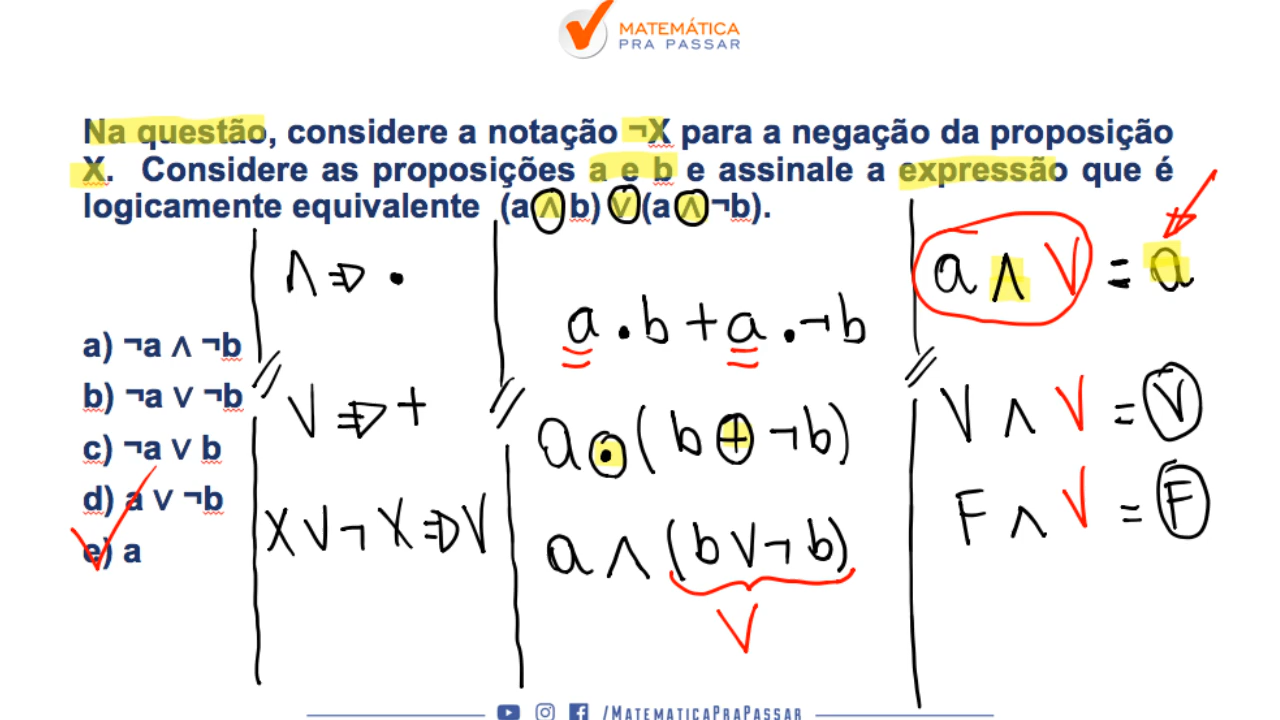 MATEMÁTICA
PRA PASSAR
Na questão, considere a notação ¬X para a negação da proposição
X. Considere as proposições a e b e assinale a expressão que é
logicamente equivalente (a ∧ b) ∨ (a ∧ ¬b).
a) ¬a ∧ ¬b
b) ¬a ∨ ¬b
c) ¬a ∨ b
d) a ∨ ¬b
e) a
∧ ⇒ •
V ⇒ +
X V ¬ X ⇒ V
a • b + a • ¬b
a • (b + ¬b)
a ∧ (b V ¬b)
V
a ∧ V = a
V ∧ V = V
F ∧ V = F
/MATEMATICAPRAPASSAR